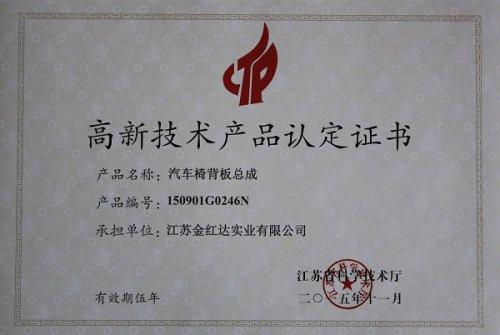 高新技术产品认定证书
产品名称：汽车椅背板总成
产品编号：150901G0246N
承担单位：江苏金红达实业有限公司
江苏省科学技术厅
有效期伍年
二〇一五年十一月